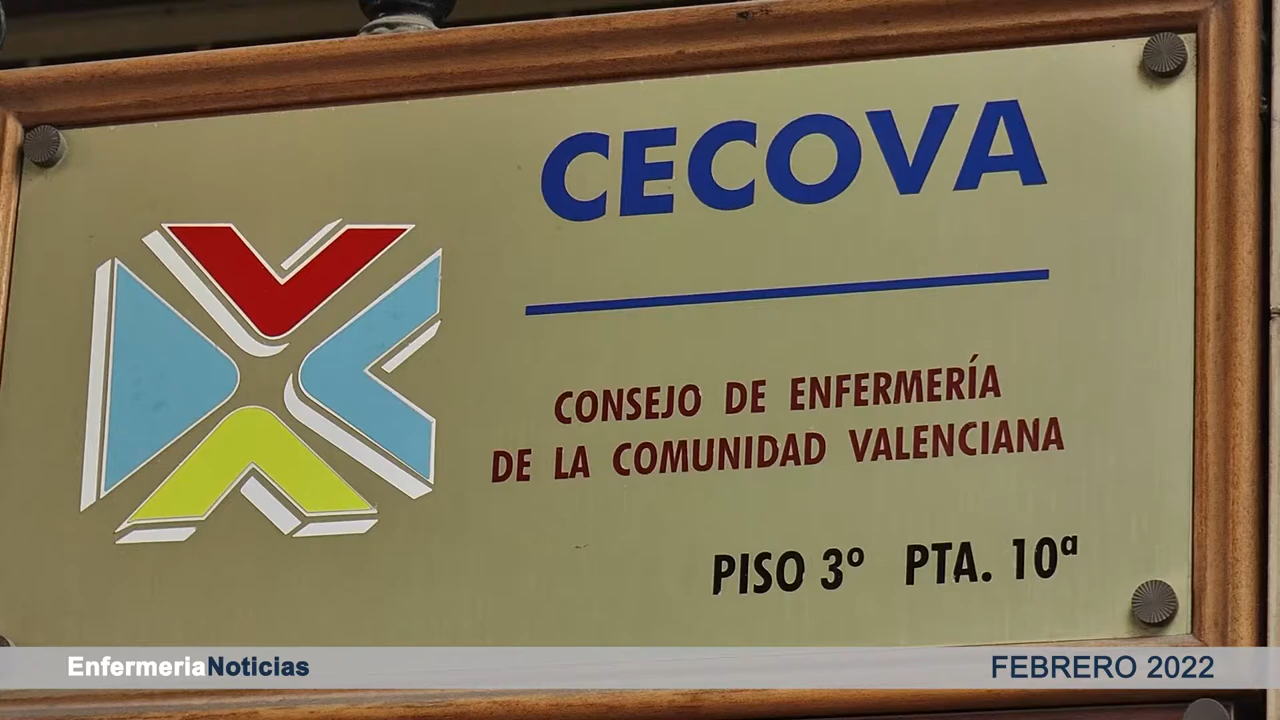 CECOVA
CONSEJO DE ENFERMERÍA
DE LA COMUNIDAD VALENCIANA
PISO 3º PTA. 10ª
EnfermeriaNoticias
FEBRERO 2022